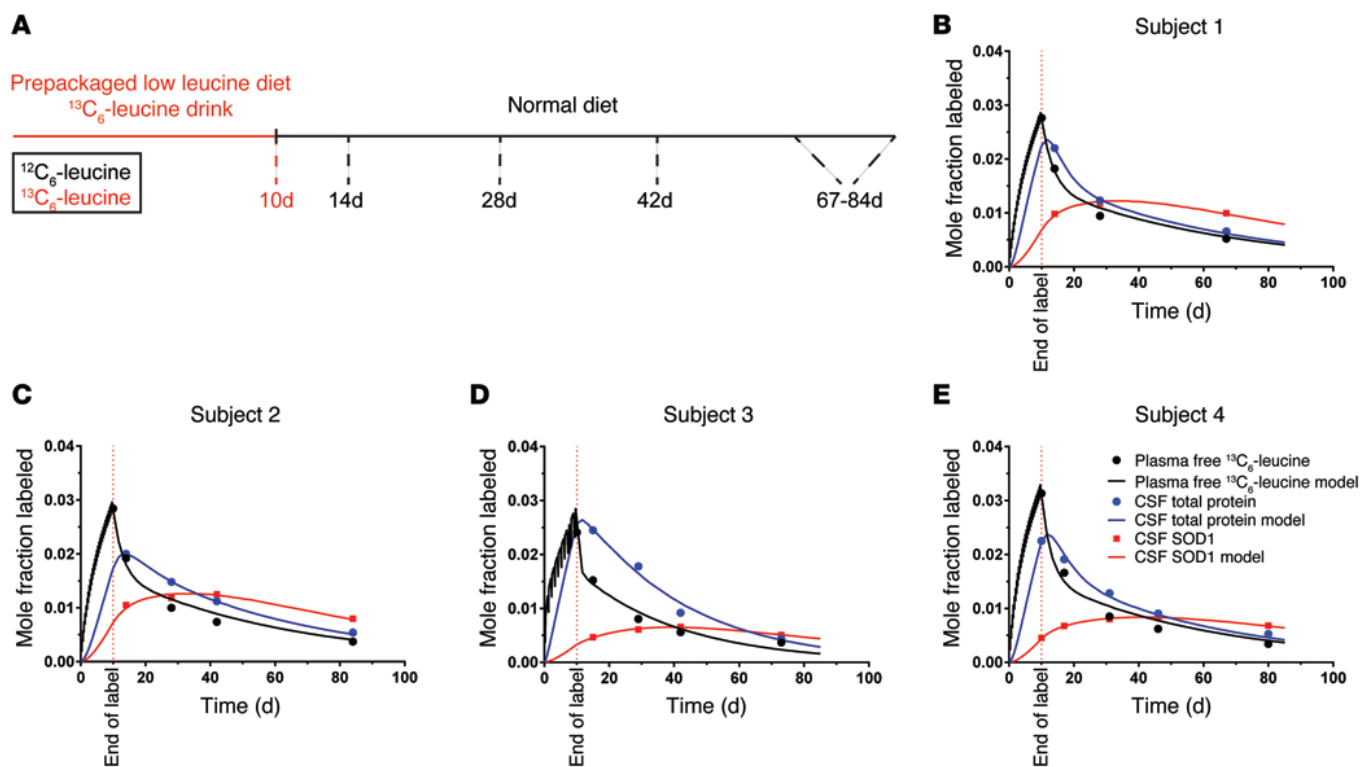 A
Prepackaged low leucine diet
¹³C₆-leucine drink
Normal diet
¹²C₆-leucine
¹³C₆-leucine
10d
14d
28d
42d
67-84d
B
Subject 1
Mole fraction labeled
0.04
0.03
0.02
0.01
0.00
0
20
40
60
80
100
End of label
Time (d)
C
Subject 2
Mole fraction labeled
0.04
0.03
0.02
0.01
0.00
0
20
40
60
80
100
End of label
Time (d)
D
Subject 3
Mole fraction labeled
0.04
0.03
0.02
0.01
0.00
0
20
40
60
80
100
End of label
Time (d)
E
Subject 4
Mole fraction labeled
0.04
0.03
0.02
0.01
0.00
0
20
40
60
80
100
End of label
Time (d)
Plasma free ¹³C₆-leucine
Plasma free ¹³C₆-leucine model
CSF total protein
CSF total protein model
CSF SOD1
CSF SOD1 model